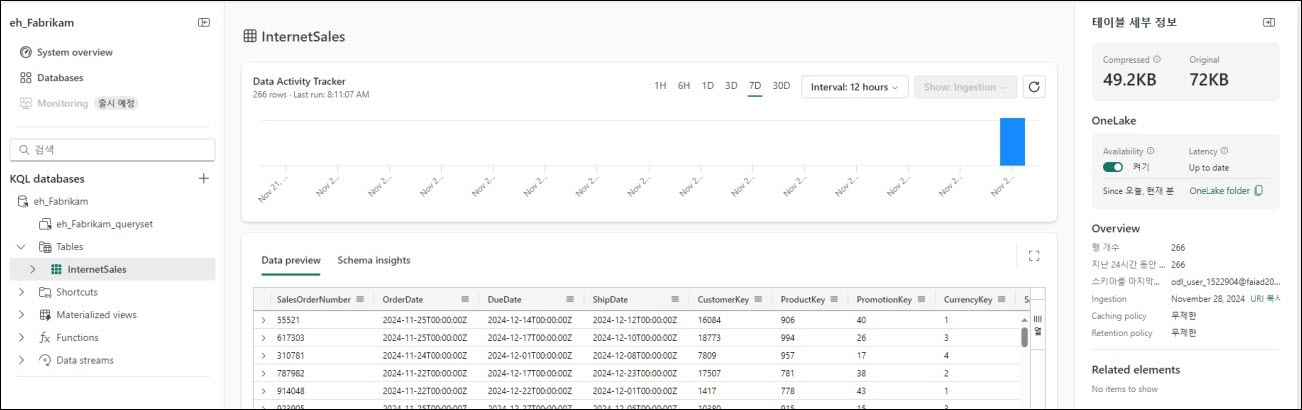 eh_Fabrikam
System overview
Databases
Monitoring 출시 예정
검색
KQL databases
eh_Fabrikam
eh_Fabrikam_queryset
Tables
InternetSales
Shortcuts
Materialized views
Functions
Data streams
InternetSales
Data Activity Tracker
266 rows · Last run: 8:11:07 AM
1H 6H 1D 3D 7D 30D Interval: 12 hours Show: Ingestion
Nov 21, ... Nov 2... Nov 2... Nov 2... Nov 2... Nov 2... Nov 2... Nov 2... Nov 2... Nov 2... Nov 2... Nov 2... Nov 2... Nov 2... Nov 2...
Data preview Schema insights
SalesOrderNumber OrderDate DueDate ShipDate CustomerKey ProductKey PromotionKey CurrencyKey Sa
55521 2024-11-25T00:00:00Z 2024-12-14T00:00:00Z 2024-12-12T00:00:00Z 16084 906 40 1
617303 2024-11-25T00:00:00Z 2024-12-17T00:00:00Z 2024-12-10T00:00:00Z 18773 994 26 3
310781 2024-11-24T00:00:00Z 2024-12-01T00:00:00Z 2024-12-08T00:00:00Z 7809 957 17 4
787982 2024-11-22T00:00:00Z 2024-12-17T00:00:00Z 2024-12-23T00:00:00Z 17507 781 38 2
914048 2024-11-22T00:00:00Z 2024-12-22T00:00:00Z 2024-12-01T00:00:00Z 1417 778 43 1
열
테이블 세부 정보
Compressed Original
49.2KB 72KB
OneLake
Availability Latency
켜기 Up to date
Since 오늘, 현재 분 OneLake folder
Overview
행 개수 266
지난 24시간 동안 ... 266
스키마를 마지막... odl_user_1522904@faiad20...
Ingestion November 28, 2024 URI 복사
Caching policy 무제한
Retention policy 무제한
Related elements
No items to show